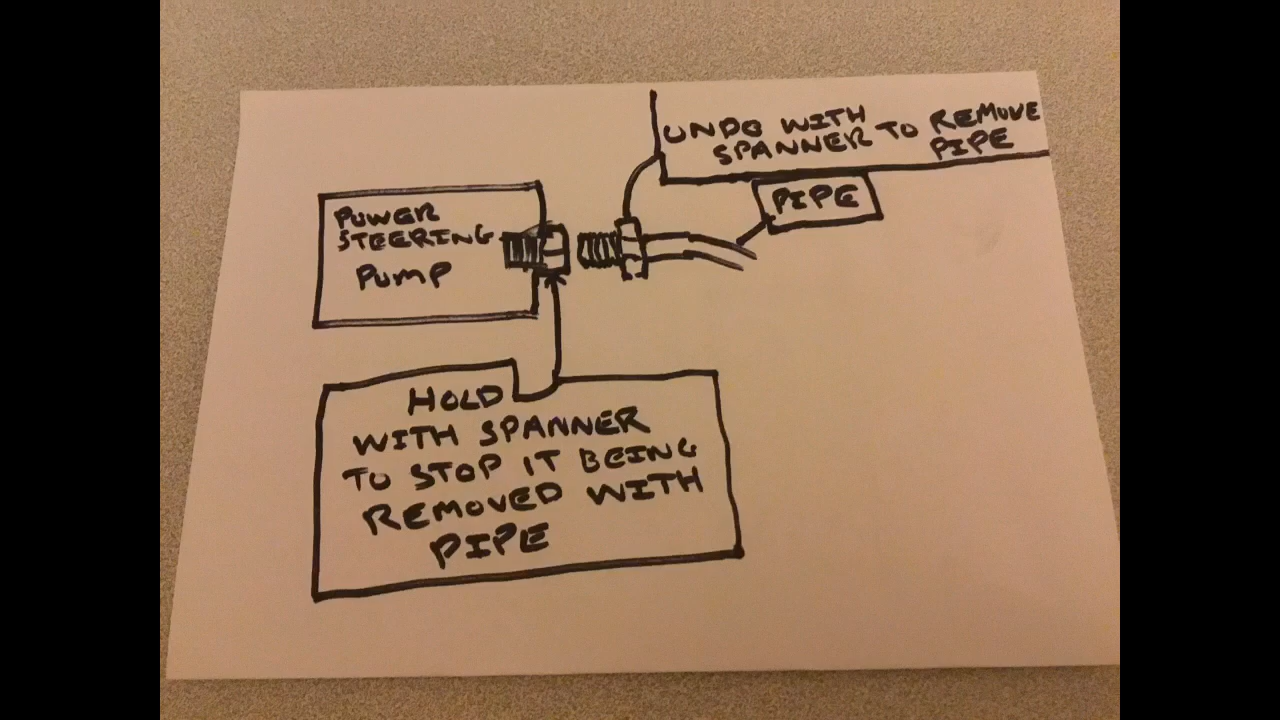 UNDO WITH
SPANNER TO REMOVE
PIPE
PIPE
POWER
STEERING
PUMP
HOLD
WITH SPANNER
TO STOP IT BEING
REMOVED WITH
PIPE